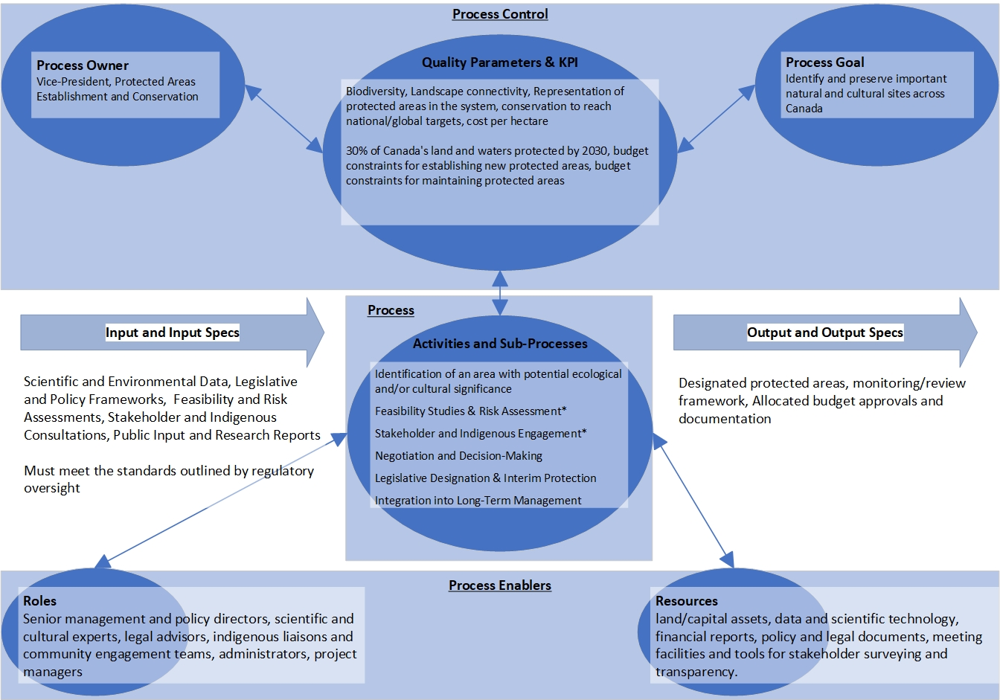 Process Control
Process Owner
Vice-President, Protected Areas
Establishment and Conservation
Quality Parameters & KPI
Biodiversity, Landscape connectivity, Representation of
protected areas in the system, conservation to reach
national/global targets, cost per hectare
30% of Canada's land and waters protected by 2030, budget
constraints for establishing new protected areas, budget
constraints for maintaining protected areas
Process Goal
Identify and preserve important
natural and cultural sites across
Canada
Input and Input Specs
Scientific and Environmental Data, Legislative
and Policy Frameworks,  Feasibility and Risk
Assessments, Stakeholder and Indigenous
Consultations, Public Input and Research Reports
Must meet the standards outlined by regulatory
oversight
Process
Activities and Sub-Processes
Identification of an area with potential ecological
and/or cultural significance
Feasibility Studies & Risk Assessment*
Stakeholder and Indigenous Engagement*
Negotiation and Decision-Making
Legislative Designation & Interim Protection
Integration into Long-Term Management
Output and Output Specs
Designated protected areas, monitoring/review
framework, Allocated budget approvals and
documentation
Process Enablers
Roles
Senior management and policy directors, scientific and
cultural experts, legal advisors, indigenous liaisons and
community engagement teams, administrators, project
managers
Resources
land/capital assets, data and scientific technology,
financial reports, policy and legal documents, meeting
facilities and tools for stakeholder surveying and
transparency.